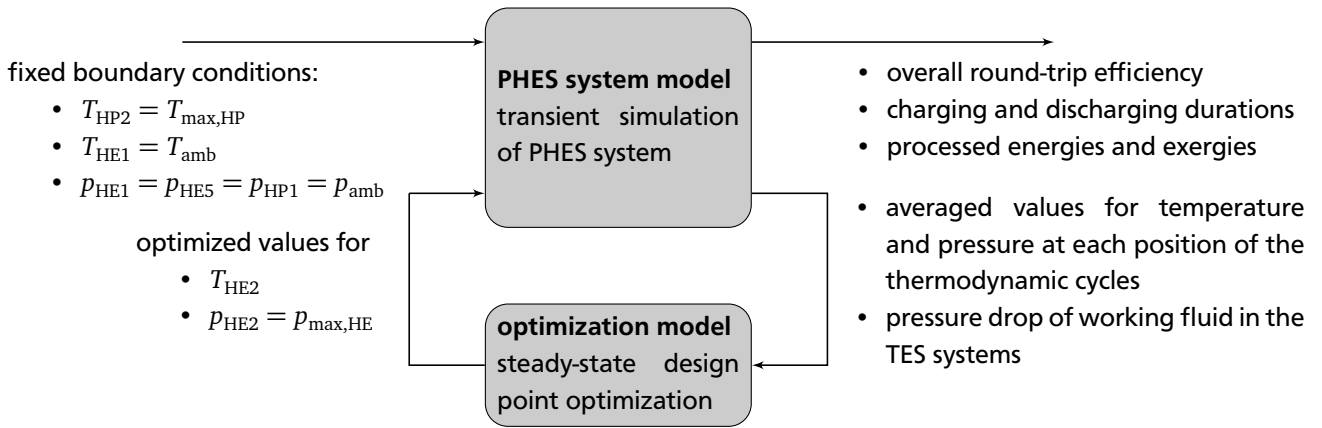 fixed boundary conditions:
• T_HP2 = T_max,HP
• T_HE1 = T_amb
• p_HE1 = p_HE5 = p_HP1 = p_amb
optimized values for
• T_HE2
• p_HE2 = p_max,HE
PHES system model
transient simulation
of PHES system
optimization model
steady-state design
point optimization
• overall round-trip efficiency
• charging and discharging durations
• processed energies and exergies
• averaged values for temperature
and pressure at each position of the
thermodynamic cycles
• pressure drop of working fluid in the
TES systems